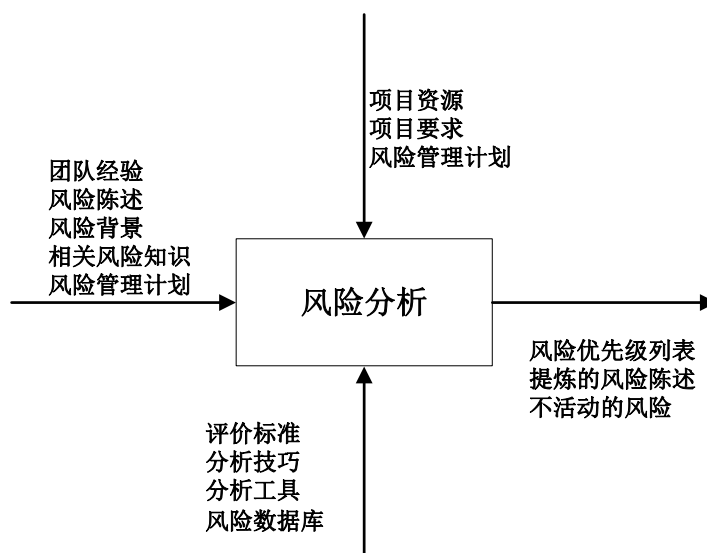 项目资源
项目要求
风险管理计划
团队经验
风险陈述
风险背景
相关风险知识
风险管理计划
风险分析
风险优先级列表
提炼的风险陈述
不活动的风险
评价标准
分析技巧
分析工具
风险数据库